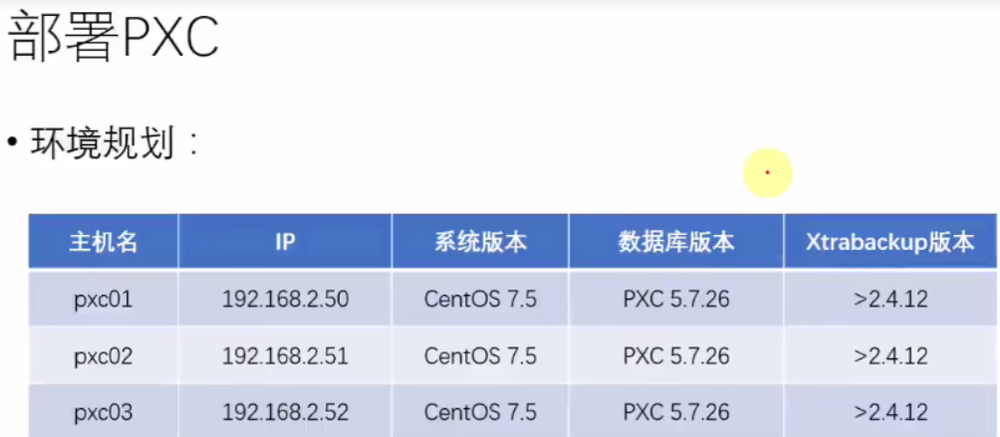 部署PXC
• 环境规划：
主机名 IP 系统版本 数据库版本 Xtrabackup版本
pxc01 192.168.2.50 CentOS 7.5 PXC 5.7.26 >2.4.12
pxc02 192.168.2.51 CentOS 7.5 PXC 5.7.26 >2.4.12
pxc03 192.168.2.52 CentOS 7.5 PXC 5.7.26 >2.4.12